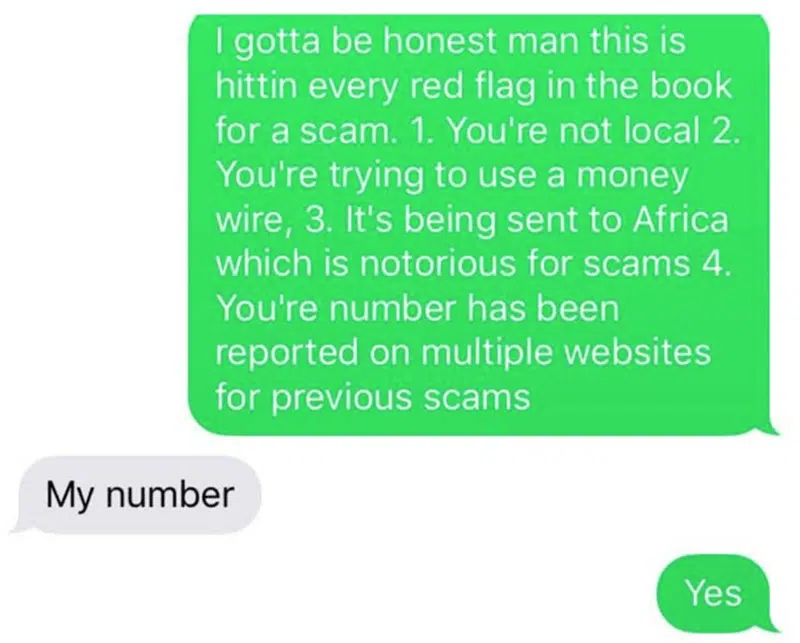 I gotta be honest man this is
hittin every red flag in the book
for a scam. 1. You're not local 2.
You're trying to use a money
wire, 3. It's being sent to Africa
which is notorious for scams 4.
You're number has been
reported on multiple websites
for previous scams
My number
Yes